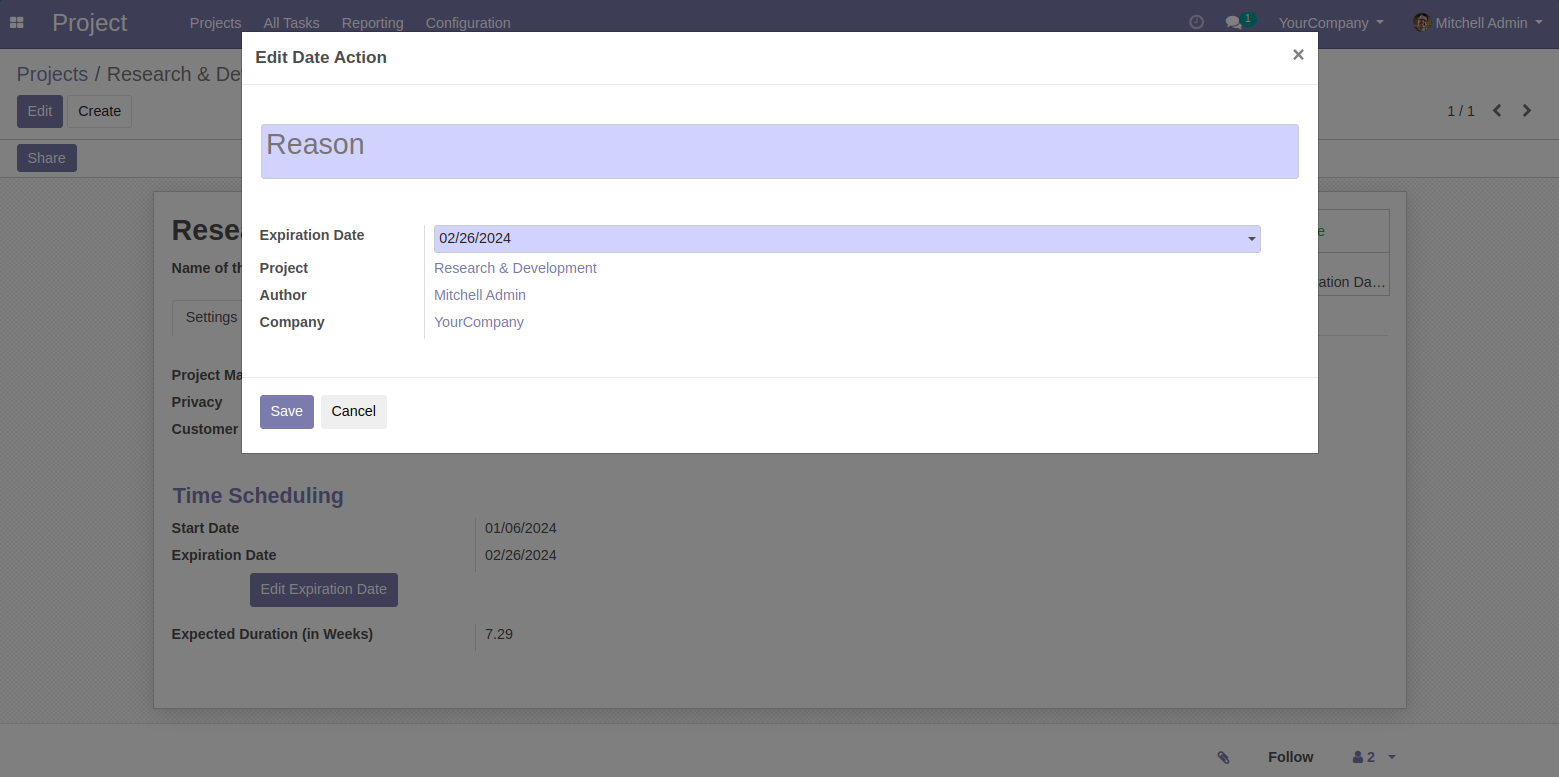 Project Projects All Tasks Reporting Configuration 1 YourCompany Mitchell Admin
Edit Date Action ×
Projects / Research & De
Edit Create 1 / 1
Share
Reason
Expiration Date 02/26/2024
Project Research & Development
Author Mitchell Admin
Company YourCompany
Save Cancel
Rese
Name of th
ation Da…
Settings
Project Ma
Privacy
Customer
Time Scheduling
Start Date 01/06/2024
Expiration Date 02/26/2024
Edit Expiration Date
Expected Duration (in Weeks) 7.29
Follow 2